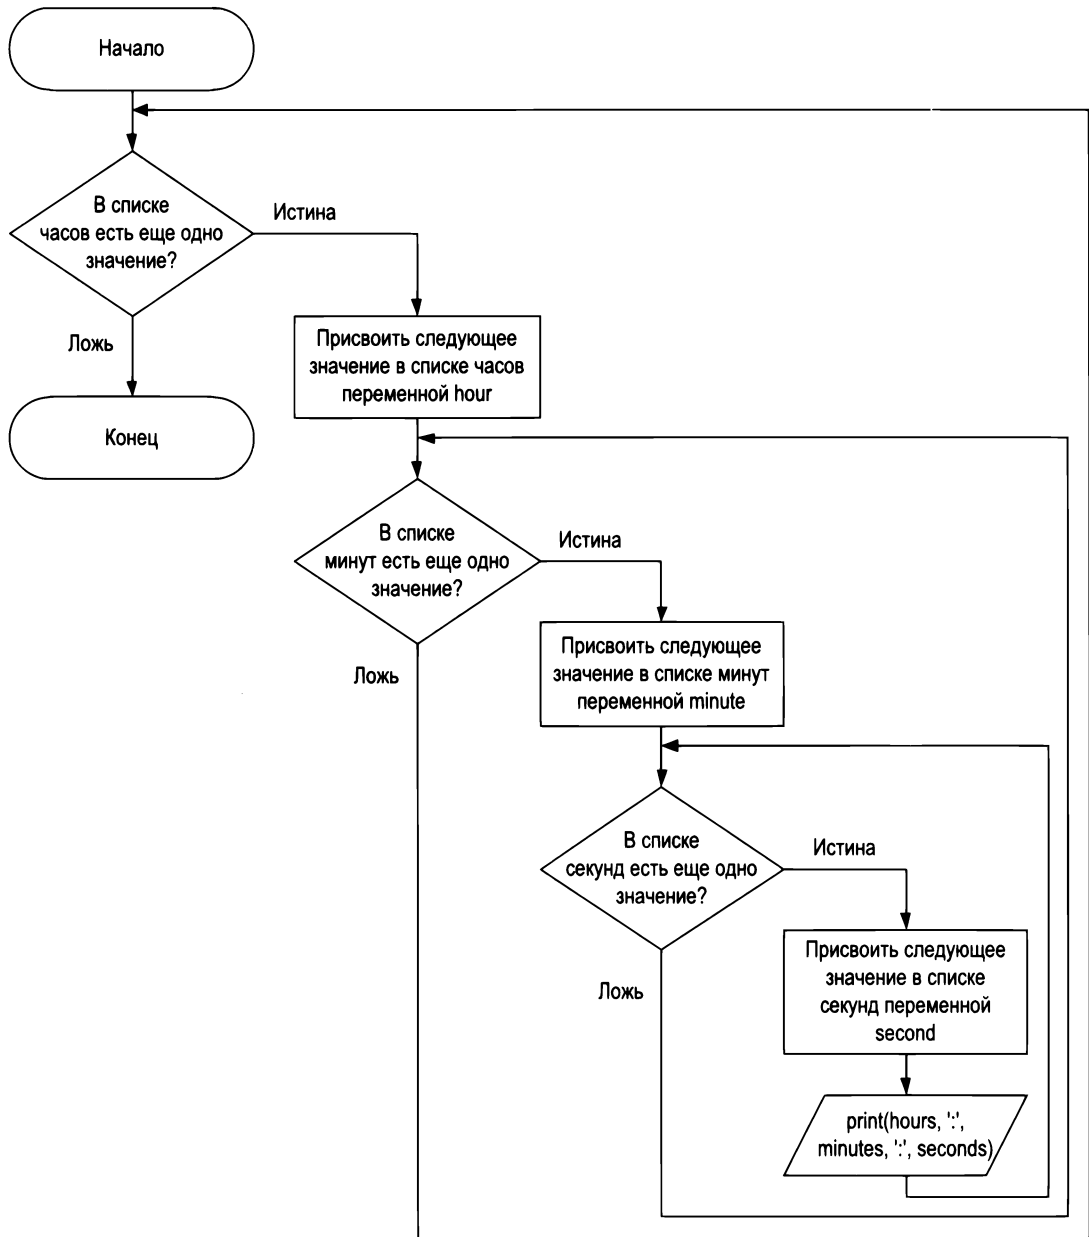 Начало
В списке
часов есть еще одно
значение?
Истина
Ложь
Присвоить следующее
значение в списке часов
переменной hour
Конец
В списке
минут есть еще одно
значение?
Истина
Ложь
Присвоить следующее
значение в списке минут
переменной minute
В списке
секунд есть еще одно
значение?
Истина
Ложь
Присвоить следующее
значение в списке
секунд переменной
second
print(hours, ':',
minutes, ':', seconds)